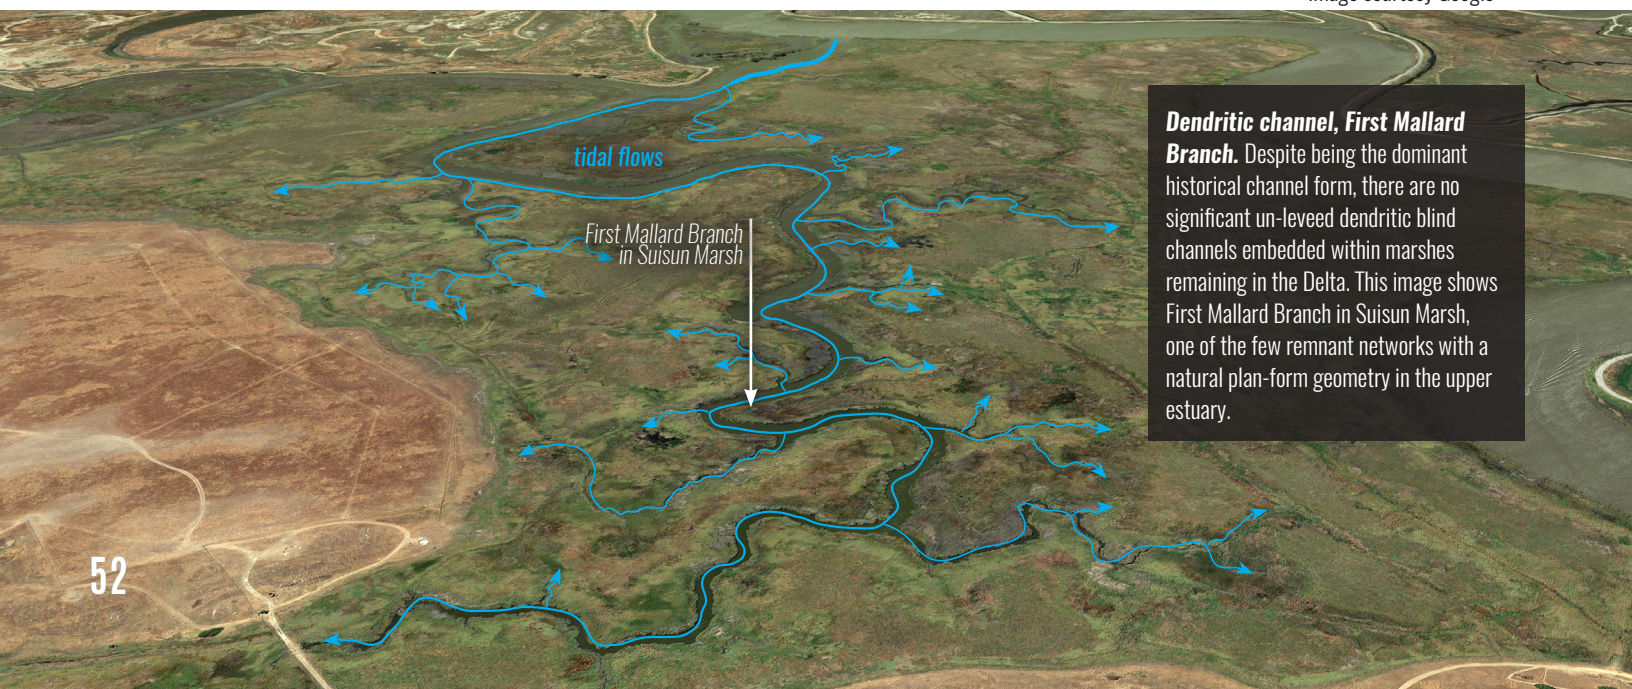 Image courtesy Google
tidal flows
First Mallard Branch
in Suisun Marsh
Dendritic channel, First Mallard
Branch. Despite being the dominant
historical channel form, there are no
significant un-leveed dendritic blind
channels embedded within marshes
remaining in the Delta. This image shows
First Mallard Branch in Suisun Marsh,
one of the few remnant networks with a
natural plan-form geometry in the upper
estuary.
52